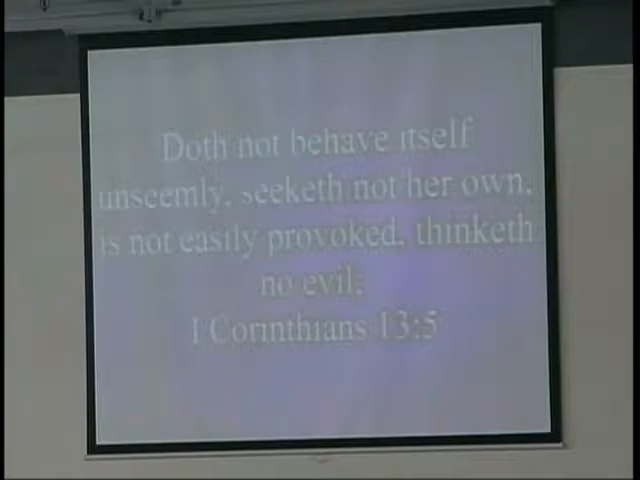 Doth not behave itself
unseemly, seeketh not her own,
is not easily provoked, thinketh
no evil;
I Corinthians 13:5